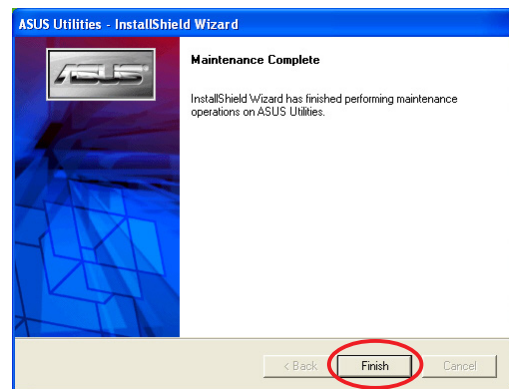 ASUS Utilities - InstallShield Wizard
ASUS
Maintenance Complete
InstallShield Wizard has finished performing maintenance
operations on ASUS Utilities.
< Back
Finish
Cancel